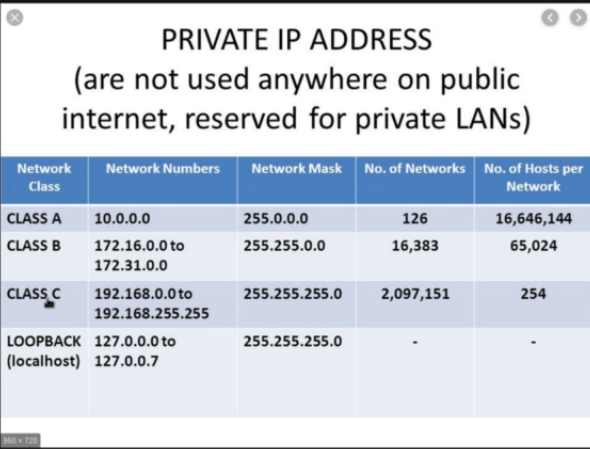 PRIVATE IP ADDRESS
(are not used anywhere on public
internet, reserved for private LANs)
Network Class Network Numbers Network Mask No. of Networks No. of Hosts per Network
CLASS A 10.0.0.0 255.0.0.0 126 16,646,144
CLASS B 172.16.0.0 to 172.31.0.0 255.255.0.0 16,383 65,024
CLASS C 192.168.0.0 to 192.168.255.255 255.255.255.0 2,097,151 254
LOOPBACK (localhost) 127.0.0.0 to 127.0.0.7 255.255.255.0 - -
960 × 720